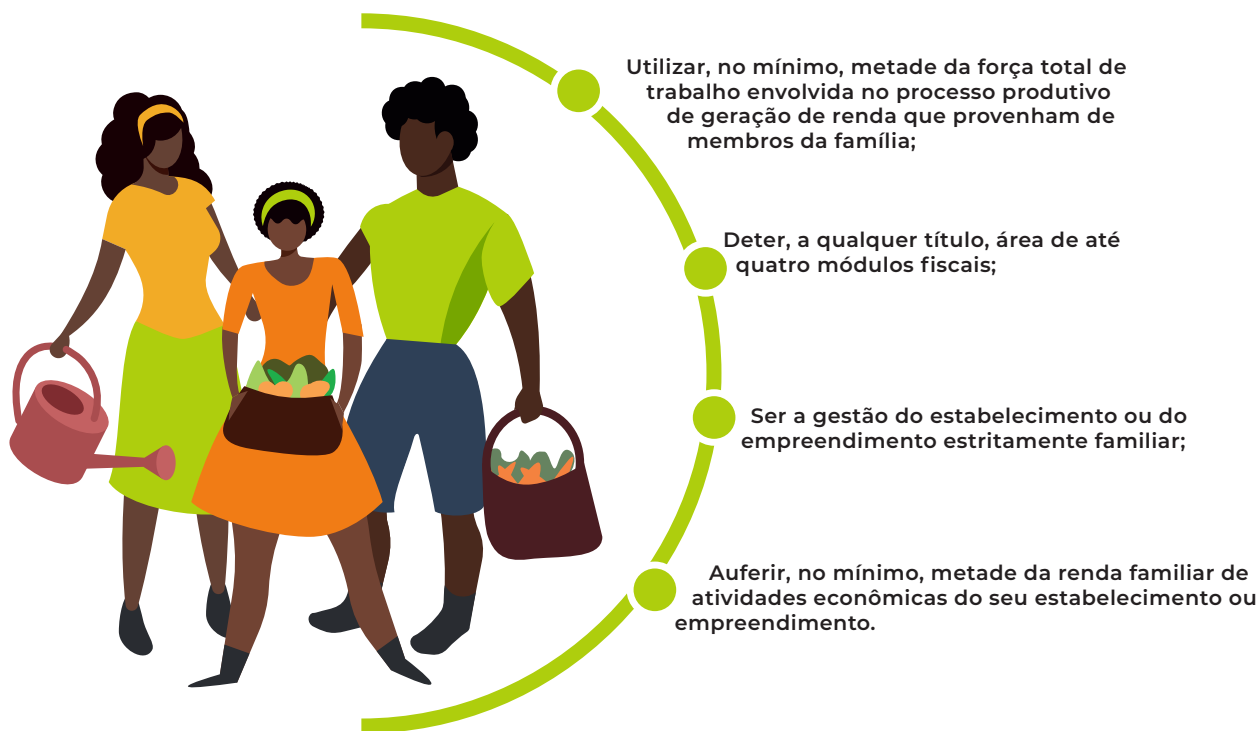 Utilizar, no mínimo, metade da força total de
trabalho envolvida no processo produtivo
de geração de renda que provenham de
membros da família;
Deter, a qualquer título, área de até
quatro módulos fiscais;
Ser a gestão do estabelecimento ou do
empreendimento estritamente familiar;
Auferir, no mínimo, metade da renda familiar de
atividades econômicas do seu estabelecimento ou
empreendimento.